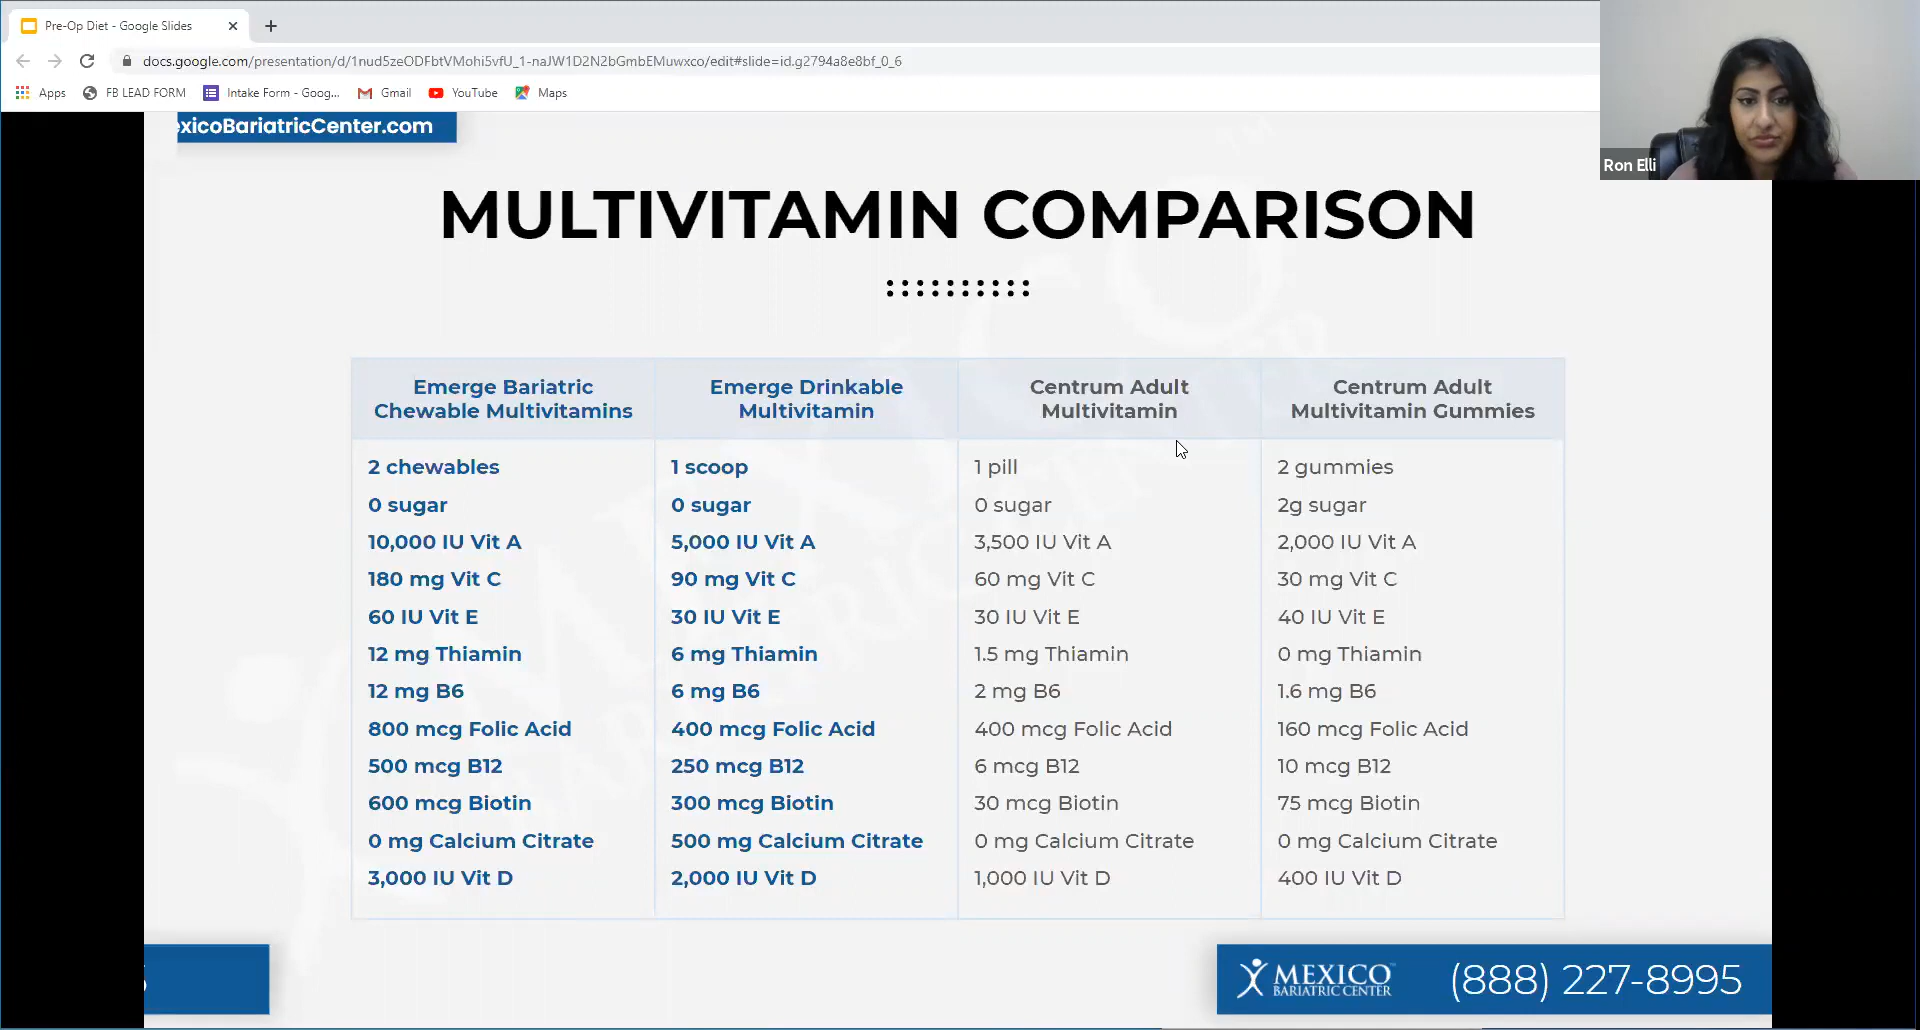 Pre-Op Diet - Google Slides
docs.google.com/presentation/d/1nud5zeODFbtVMohi5vfU_1-naJW1D2N2bGmbEMuwxco/edit#slide=id.g2794a8e8bf_0_6
Apps FB LEAD FORM Intake Form - Goog... Gmail YouTube Maps
Ron Elli
exicoBariatricCenter.com
MULTIVITAMIN COMPARISON
Emerge Bariatric
Chewable Multivitamins
2 chewables
0 sugar
10,000 IU Vit A
180 mg Vit C
60 IU Vit E
12 mg Thiamin
12 mg B6
800 mcg Folic Acid
500 mcg B12
600 mcg Biotin
0 mg Calcium Citrate
3,000 IU Vit D
Emerge Drinkable
Multivitamin
1 scoop
0 sugar
5,000 IU Vit A
90 mg Vit C
30 IU Vit E
6 mg Thiamin
6 mg B6
400 mcg Folic Acid
250 mcg B12
300 mcg Biotin
500 mg Calcium Citrate
2,000 IU Vit D
Centrum Adult
Multivitamin
1 pill
0 sugar
3,500 IU Vit A
60 mg Vit C
30 IU Vit E
1.5 mg Thiamin
2 mg B6
400 mcg Folic Acid
6 mcg B12
30 mcg Biotin
0 mg Calcium Citrate
1,000 IU Vit D
Centrum Adult
Multivitamin Gummies
2 gummies
2g sugar
2,000 IU Vit A
30 mg Vit C
40 IU Vit E
0 mg Thiamin
1.6 mg B6
160 mcg Folic Acid
10 mcg B12
75 mcg Biotin
0 mg Calcium Citrate
400 IU Vit D
MEXICO
BARIATRIC CENTER
(888) 227-8995